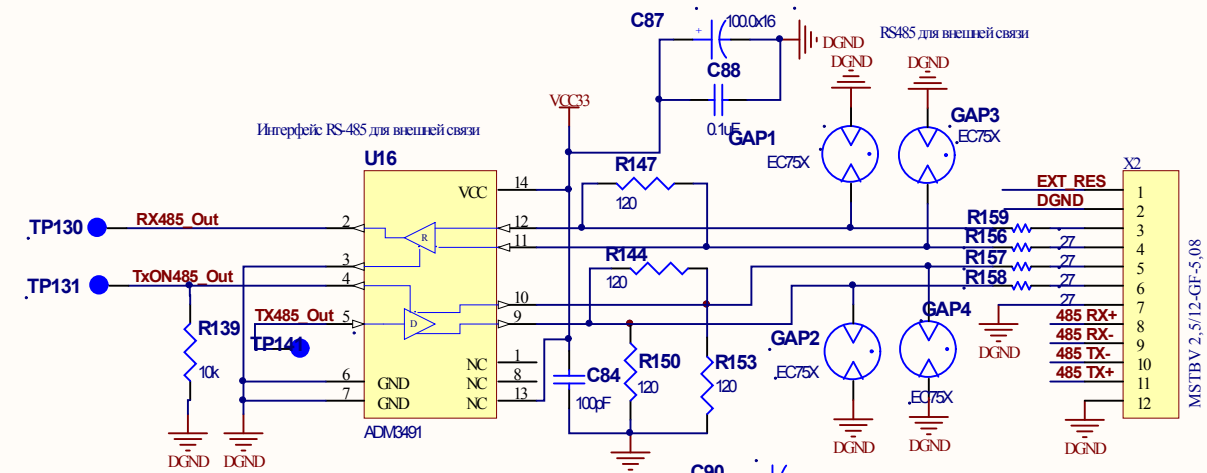 C87
100.0x16
DGND
RS485 для внешней связи
DGND
DGND
C88
VCC33
0.1uF
GAP1
GAP3
EC75X
EC75X
Интерфейс RS-485 для внешней связи
U16
R147
X2
VCC
14
120
EXT_RES
1
DGND
2
TP130
RX485_Out
2
R
12
R159
3
11
R156
27
4
3
R144
R157
27
5
TP131
TxON485_Out
4
120
R158
27
6
10
27
7
TX485_Out
5
D
9
GAP4
485 RX+
8
R139
TP141
GAP2
DGND
485 RX-
9
NC
1
R150
R153
485 TX-
10
10k
NC
8
C84
EC75X
485 TX+
11
6
GND
NC
13
120
120
EC75X
12
7
GND
100pF
MSTBV 2,5/12-GF-5,08
ADM3491
DGND
DGND
DGND
DGND
DGND
C90